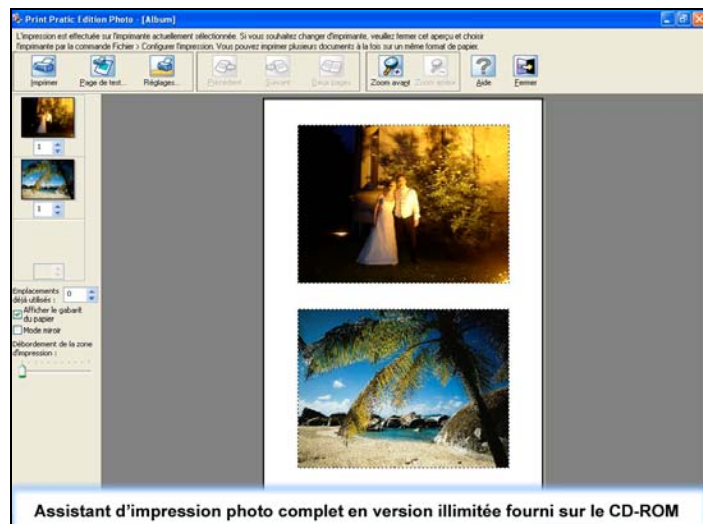 Print Pratic Edition Photo - [Album]
L'impression est effectuée sur l'imprimante actuellement sélectionnée. Si vous souhaitez changer d'imprimante, veuillez fermer cet aperçu et choisir
l'imprimante par la commande Fichier > Configurer l'impression. Vous pouvez imprimer plusieurs documents à la fois sur un même format de papier.
Imprimer Page de test... Réglages... Précédent Suivant Deux pages Zoom avant Zoom arrière Aide Fermer
1
1
Emplacements
déjà utilisés : 0
Afficher le gabarit
du papier
Mode miroir
Débordement de la zone
d'impression :
Assistant d'impression photo complet en version illimitée fourni sur le CD-ROM